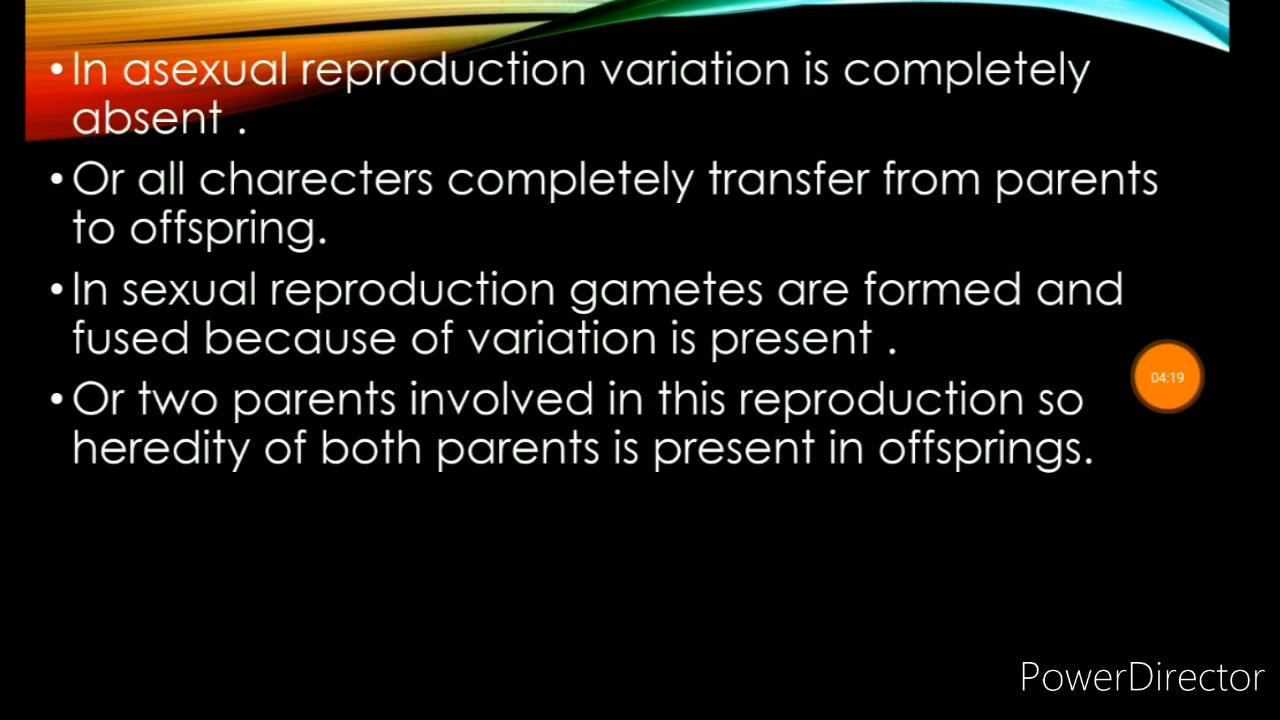 •In asexual reproduction variation is completely
absent .
•Or all charecters completely transfer from parents
to offspring.
•In sexual reproduction gametes are formed and
fused because of variation is present .
•Or two parents involved in this reproduction so
heredity of both parents is present in offsprings.
04:19
PowerDirector